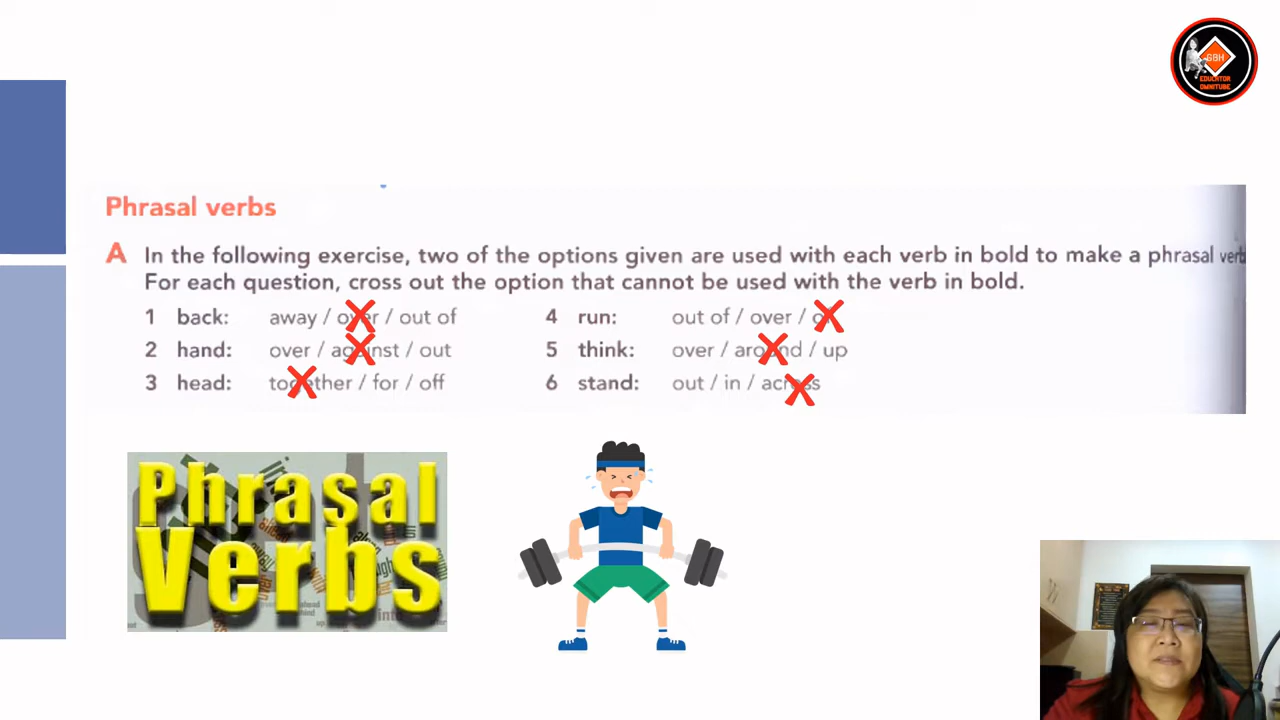 GBH
EDUCATOR
OMNITUBE
Phrasal verbs
A In the following exercise, two of the options given are used with each verb in bold to make a phrasal verb
For each question, cross out the option that cannot be used with the verb in bold.
1 back: away / over / out of
2 hand: over / against / out
3 head: together / for / off
4 run: out of / over /
5 think: over / around / up
6 stand: out / in / across
Phrasal
Verbs